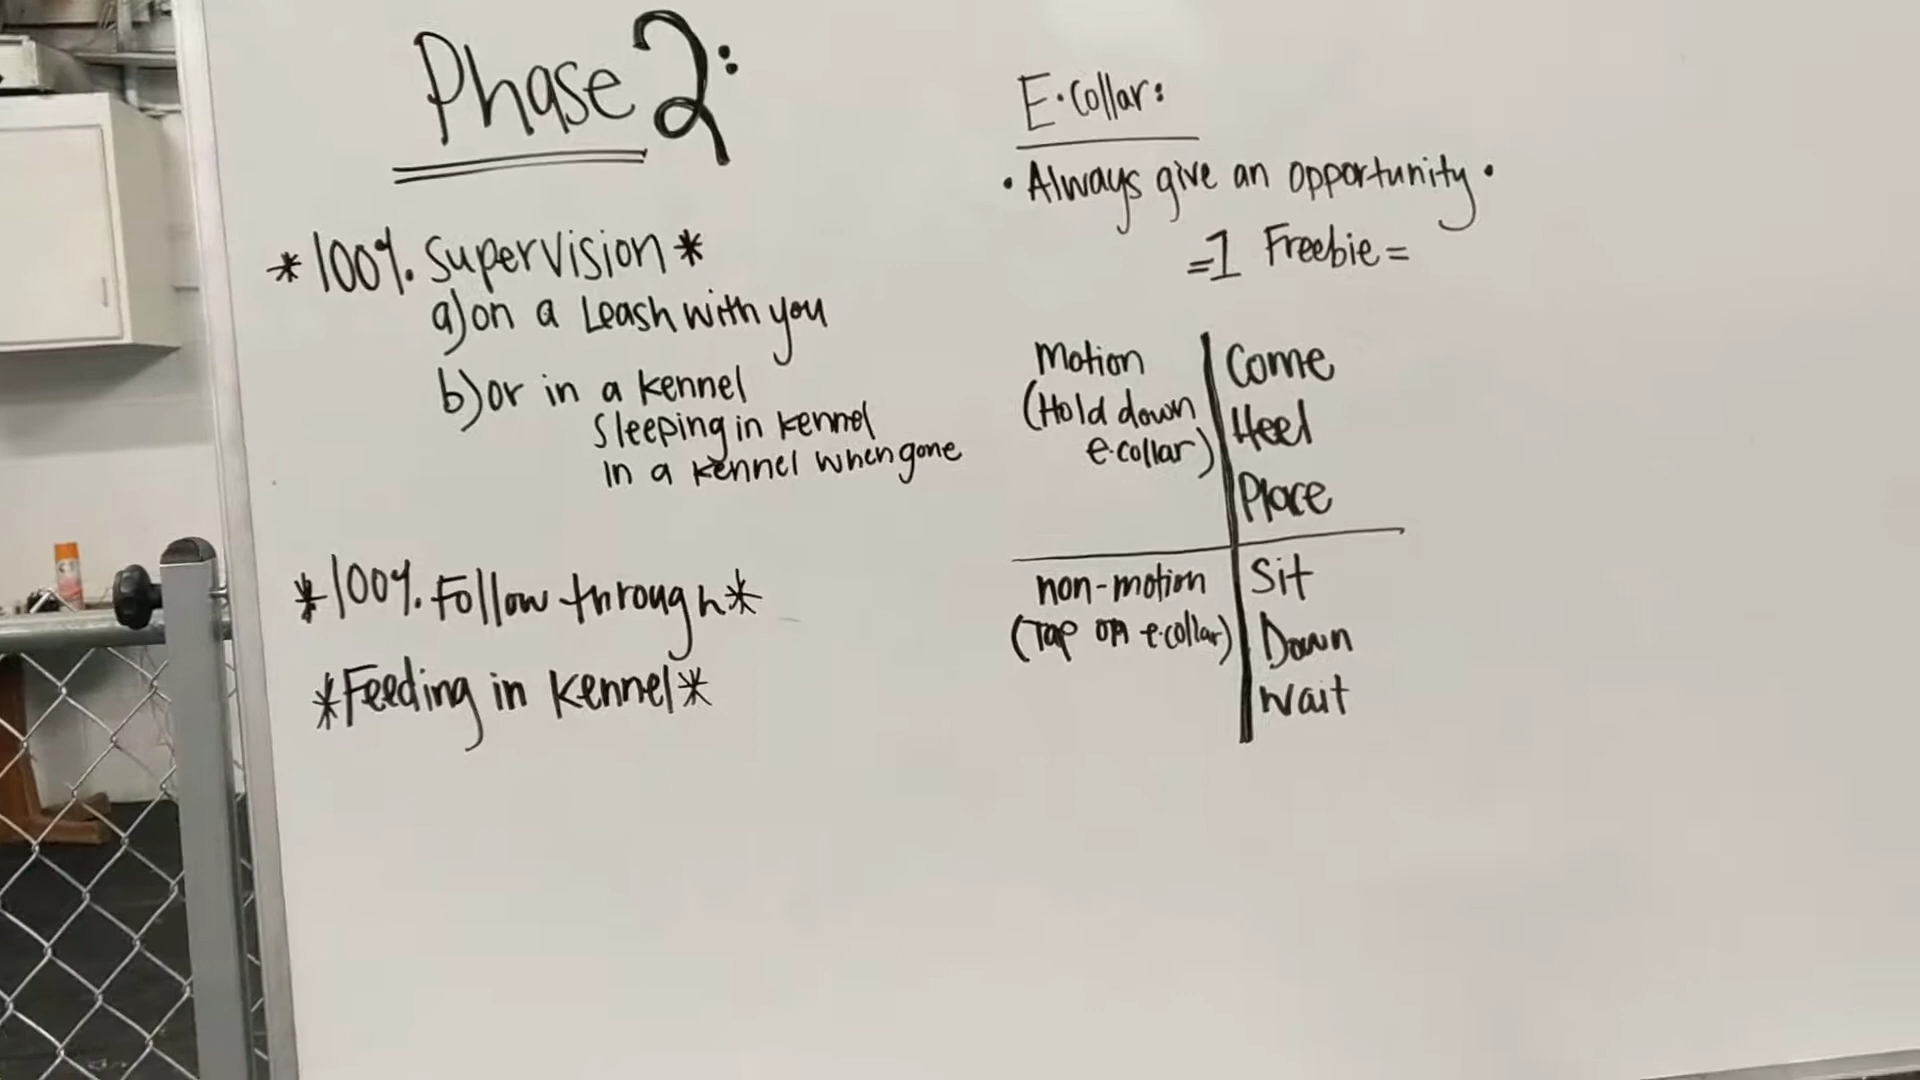 Phase 2:
*100%. Supervision*
a) on a Leash with you
b) or in a kennel
Sleeping in kennel
In a kennel when gone
*100%. Follow through*
*Feeding in Kennel*
E-Collar:
• Always give an opportunity •
=1 Freebie=
Motion
(Hold down
e-collar)
Come
Heel
Place
non-motion
(Tap on e-collar)
Sit
Down
Wait